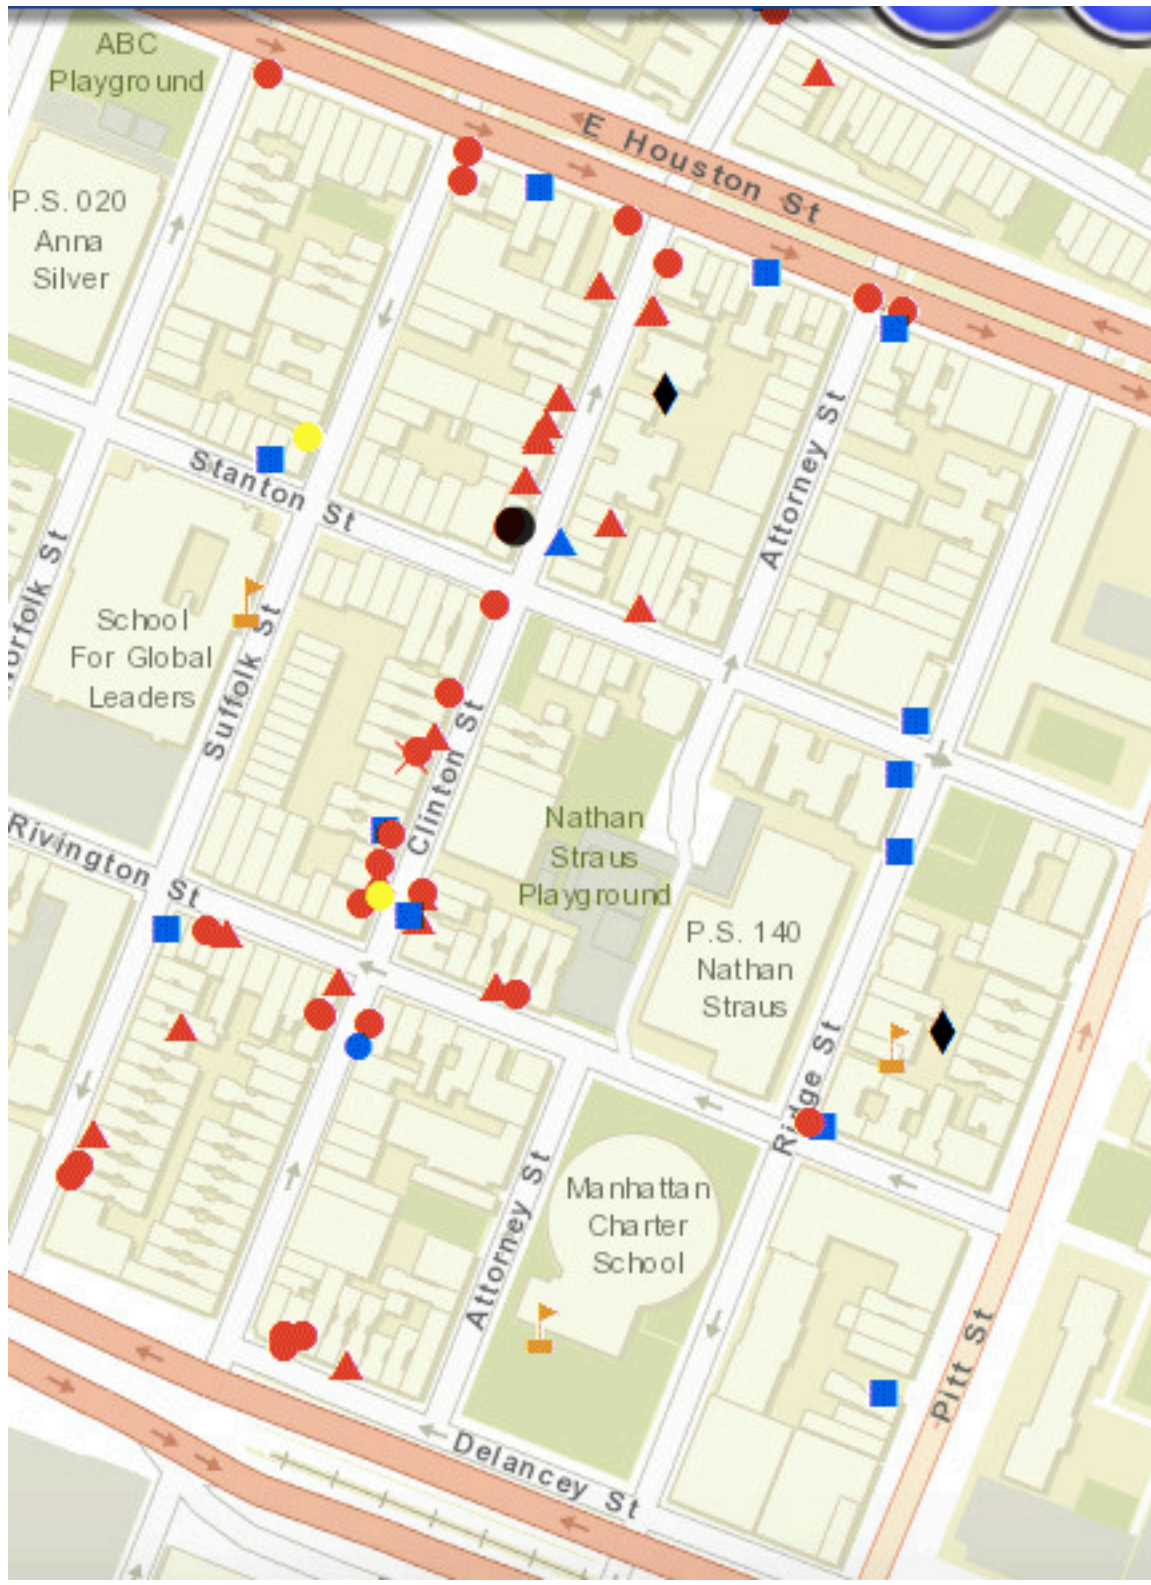 ABC
Playground
E Houston St
P.S. 020
Anna
Silver
Attorney St
Stanton St
School
For Global
Leaders
Suffolk St
Clinton St
Nathan
Straus
Playground
Rivington St
P.S. 140
Nathan
Straus
Ridge St
Manhattan
Charter
School
Attorney St
Pitt St
Delancey St